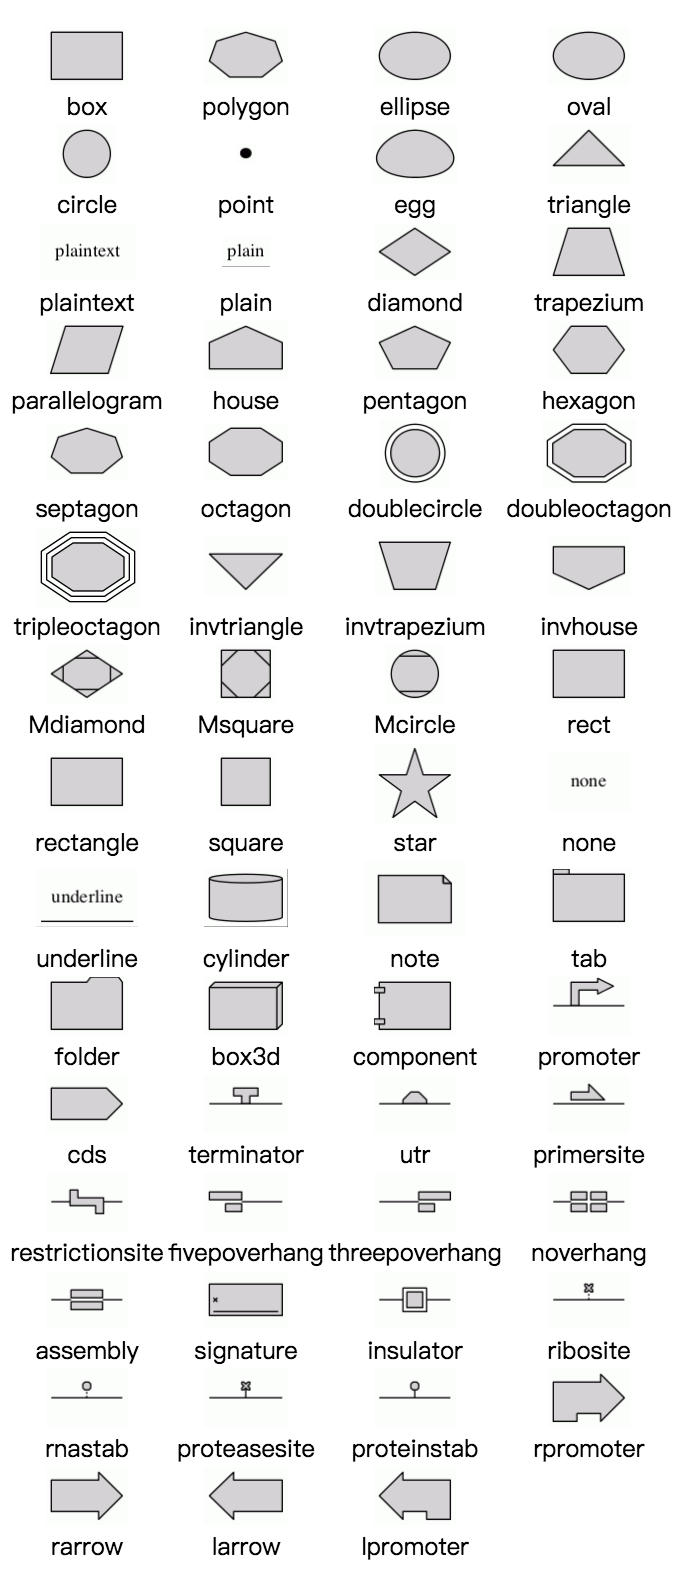 box polygon ellipse oval
circle point egg triangle
plaintext plain
plaintext plain diamond trapezium
parallelogram house pentagon hexagon
septagon octagon doublecircle doubleoctagon
tripleoctagon invtriangle invtrapezium invhouse
Mdiamond Msquare Mcircle rect
none
rectangle square star none
underline
underline cylinder note tab
folder box3d component promoter
cds terminator utr primersite
restrictionsite fivepoverhang threepoverhang noverhang
assembly signature insulator ribosite
rnastab proteasesite proteinstab rpromoter
rarrow larrow lpromoter